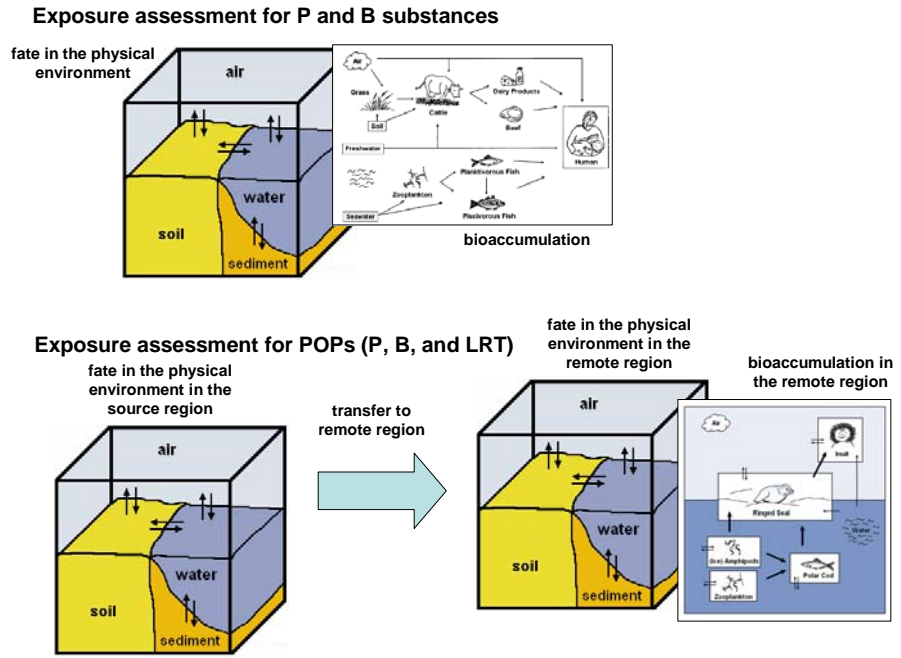 Exposure assessment for P and B substances
fate in the physical
environment
air
water
soil
sediment
Air
Grass
Soil
Cattle
Dairy Products
Beef
Human
Freshwater
Zooplankton
Planktivorous Fish
Piscivorous Fish
Seawater
bioaccumulation
Exposure assessment for POPs (P, B, and LRT)
fate in the physical
environment in the
source region
air
water
soil
sediment
transfer to
remote region
fate in the physical
environment in the
remote region
air
water
soil
sediment
bioaccumulation in
the remote region
Air
Inuit
Ringed Seal
Water
(Ice) Amphipods
Polar Cod
Zooplankton